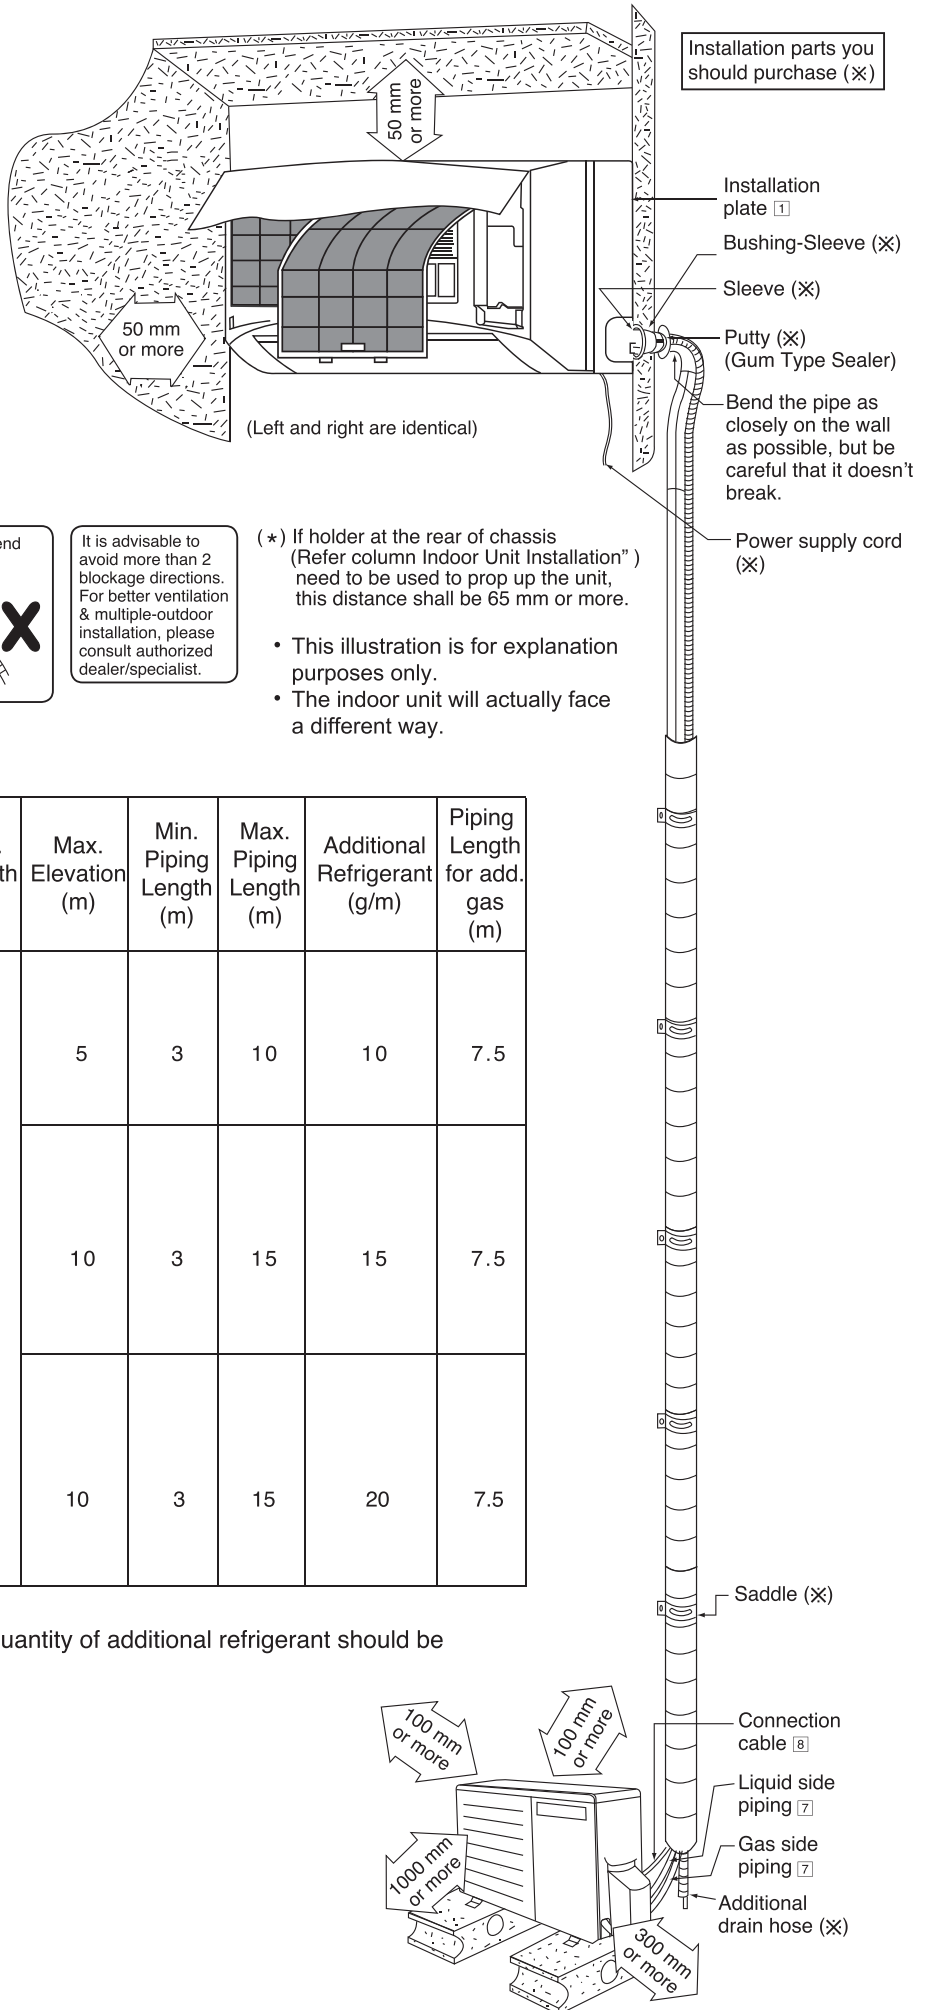 Installation parts you
should purchase (※)
50 mm
or more
Installation
plate 1
Bushing-Sleeve (※)
Sleeve (※)
Putty (※)
(Gum Type Sealer)
50 mm
or more
Bend the pipe as
closely on the wall
as possible, but be
careful that it doesn't
break.
(Left and right are identical)
Power supply cord
(※)
end
It is advisable to
avoid more than 2
blockage directions.
For better ventilation
& multiple-outdoor
installation, please
consult authorized
dealer/specialist.
(*) If holder at the rear of chassis
(Refer column Indoor Unit Installation” )
need to be used to prop up the unit,
this distance shall be 65 mm or more.
• This illustration is for explanation
purposes only.
• The indoor unit will actually face
a different way.
Max.
Elevation
(m)
Min.
Piping
Length
(m)
Max.
Piping
Length
(m)
Additional
Refrigerant
(g/m)
Piping
Length
for add.
gas
(m)
5 3 10 10 7.5
10 3 15 15 7.5
10 3 15 20 7.5
Saddle (※)
uantity of additional refrigerant should be
100 mm
or more
100 mm
or more
Connection
cable 8
Liquid side
piping 7
1000 mm
or more
Gas side
piping 7
Additional
drain hose (※)
300 mm
or more